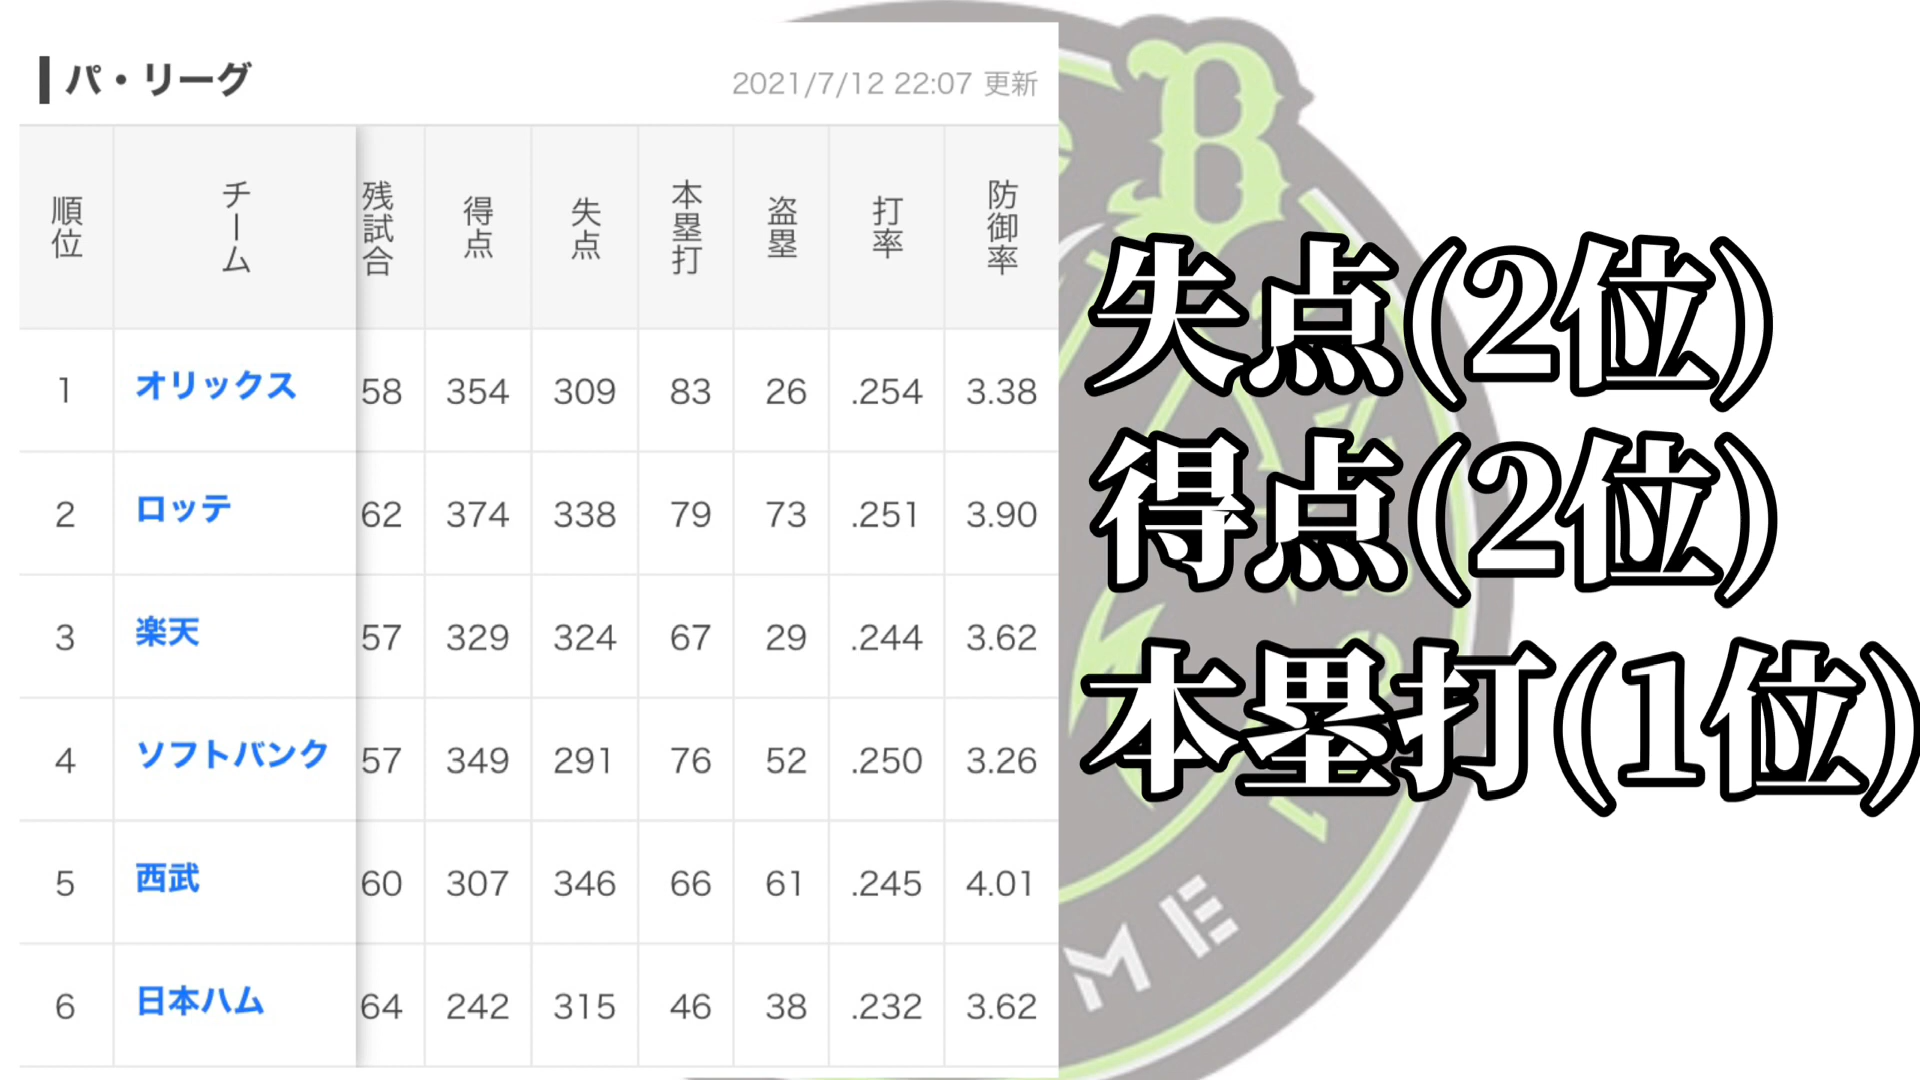 パ・リーグ
2021/7/12 22:07 更新
順位 チーム 残試合 得点 失点 本塁打 盗塁 打率 防御率
1 オリックス 58 354 309 83 26 .254 3.38
2 ロッテ 62 374 338 79 73 .251 3.90
3 楽天 57 329 324 67 29 .244 3.62
4 ソフトバンク 57 349 291 76 52 .250 3.26
5 西武 60 307 346 66 61 .245 4.01
6 日本ハム 64 242 315 46 38 .232 3.62
失点(2位)
得点(2位)
本塁打(1位)
B
ME